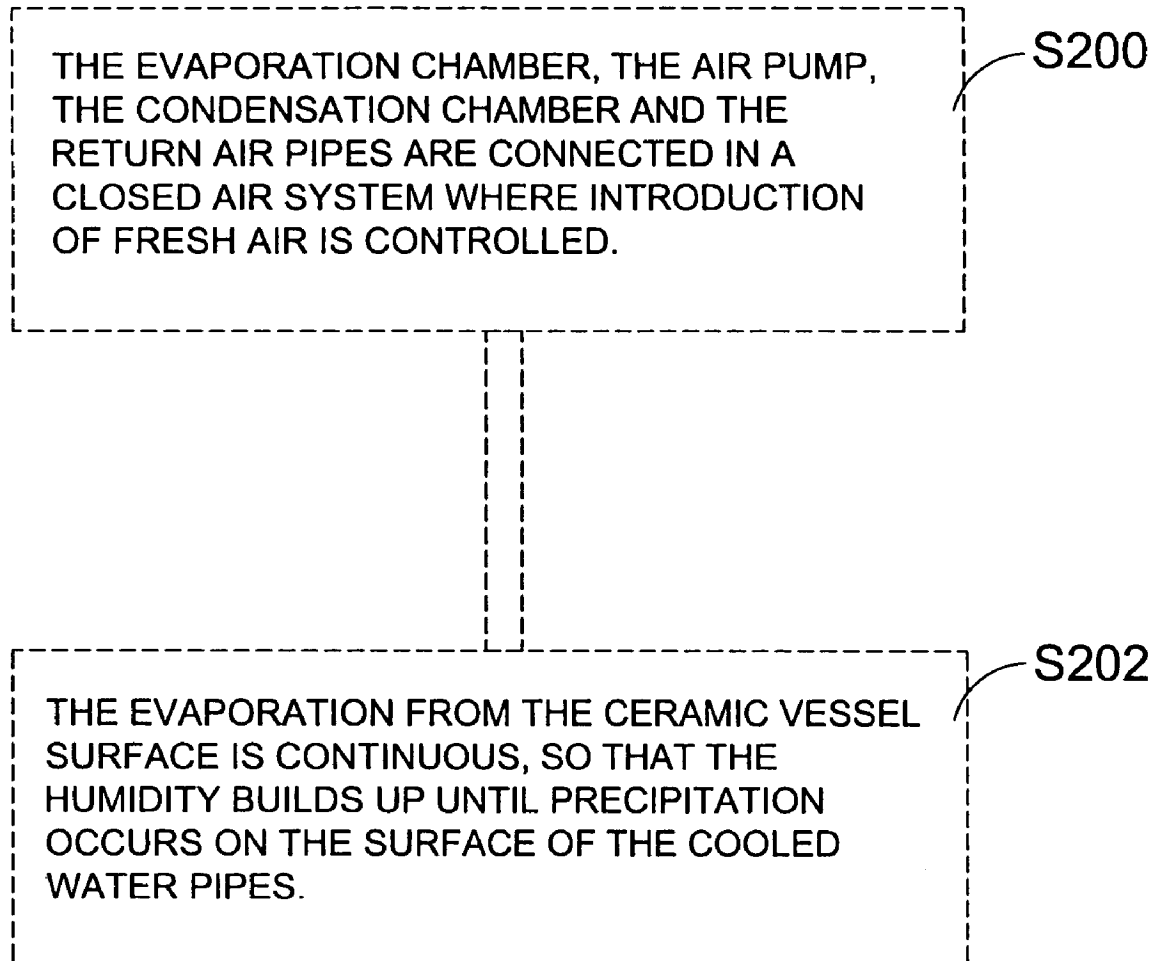 THE EVAPORATION CHAMBER, THE AIR PUMP,
THE CONDENSATION CHAMBER AND THE
RETURN AIR PIPES ARE CONNECTED IN A
CLOSED AIR SYSTEM WHERE INTRODUCTION
OF FRESH AIR IS CONTROLLED.
S200
THE EVAPORATION FROM THE CERAMIC VESSEL
SURFACE IS CONTINUOUS, SO THAT THE
HUMIDITY BUILDS UP UNTIL PRECIPITATION
OCCURS ON THE SURFACE OF THE COOLED
WATER PIPES.
S202